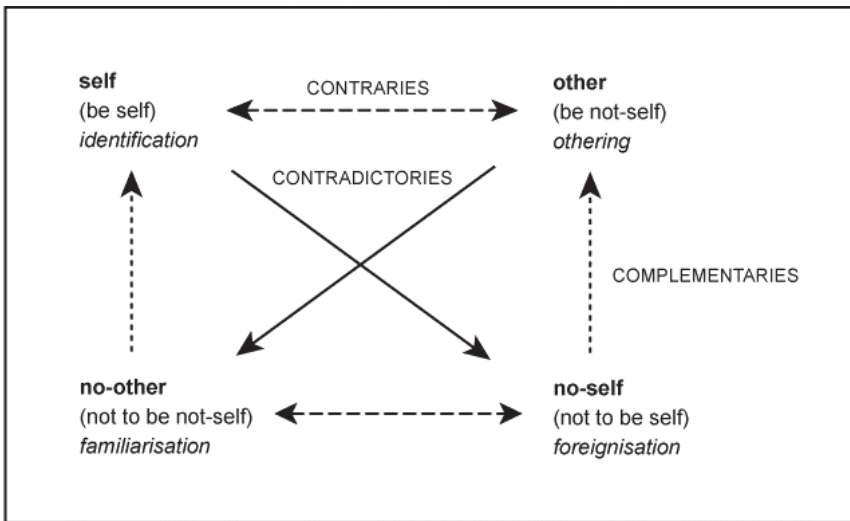 self
(be self)
identification
CONTRARIES
other
(be not-self)
othering
CONTRADICTORIES
COMPLEMENTARIES
no-other
(not to be not-self)
familiarisation
no-self
(not to be self)
foreignisation